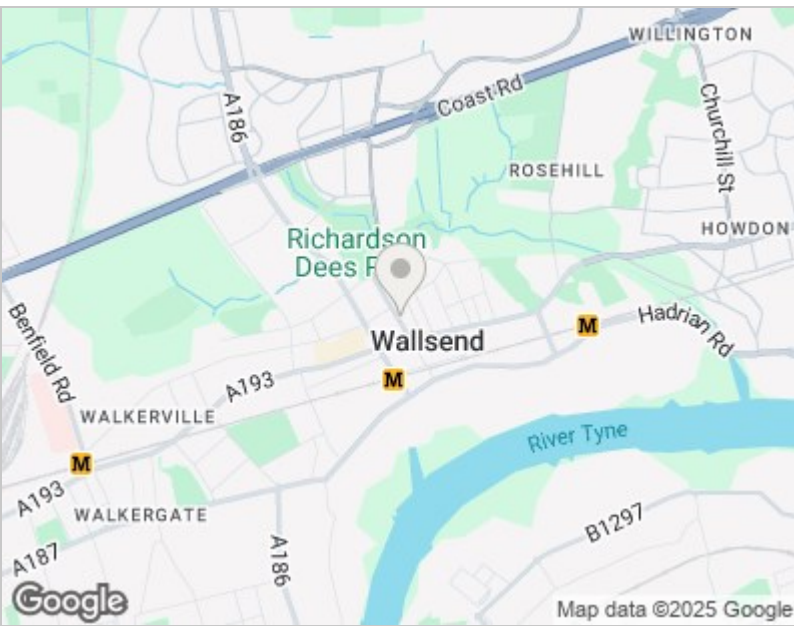 WILLINGTON
Coast Rd
A186
Churchill St
ROSEHILL
HOWDON
Richardson
Dees
Benfield Rd
Hadrian Rd
Wallsend
M
M
A193
WALKERVILLE
River Tyne
M
A193
WALKERGATE
B1297
A187
A186
Google
Map data ©2025 Google